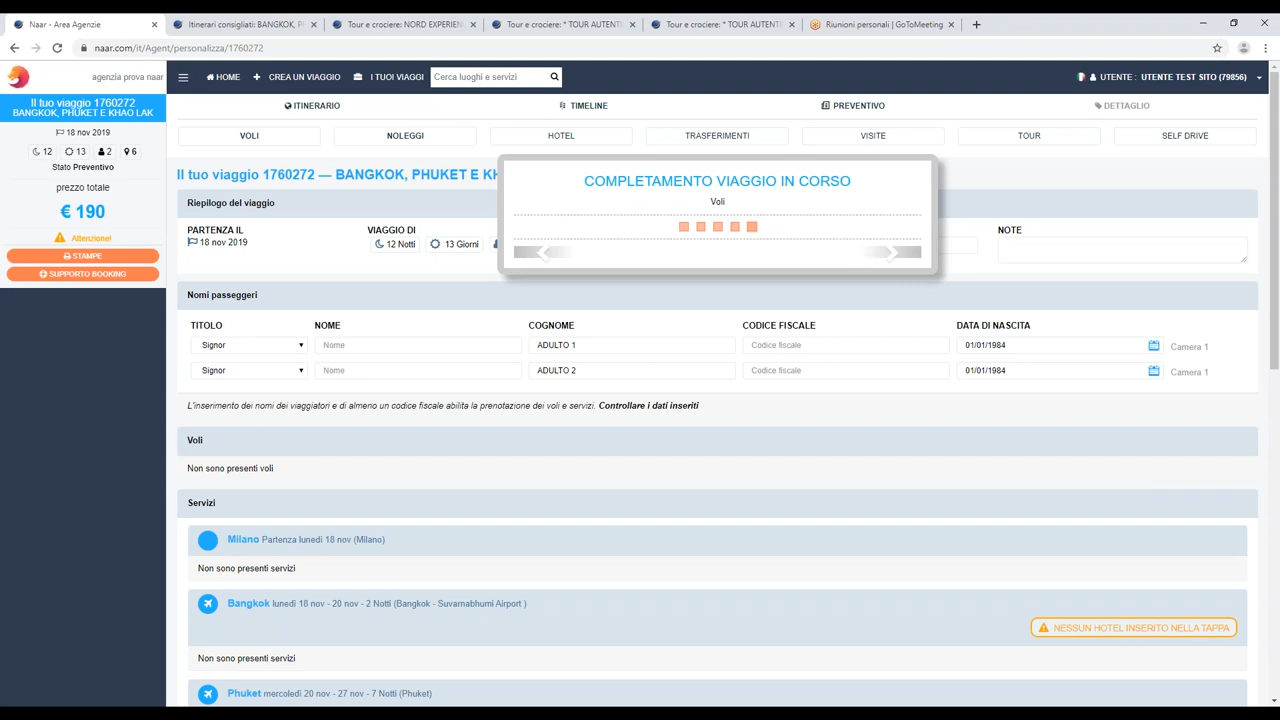 Naar - Area Agenzie
Itinerari consigliati: BANGKOK, P
Tour e crociere: NORD EXPERIEN
Tour e crociere: * TOUR AUTENT
Tour e crociere: * TOUR AUTENT
Riunioni personali | GoToMeeting
naar.com/it/Agent/personalizza/1760272
agenzia prova naar
HOME
CREA UN VIAGGIO
I TUOI VIAGGI
Cerca luoghi e servizi
UTENTE : UTENTE TEST SITO (79856)
Il tuo viaggio 1760272
BANGKOK, PHUKET E KHAO LAK
18 nov 2019
12 13 2 6
Stato Preventivo
prezzo totale
€ 190
Attenzione!
STAMPE
SUPPORTO BOOKING
ITINERARIO
TIMELINE
PREVENTIVO
DETTAGLIO
VOLI
NOLEGGI
HOTEL
TRASFERIMENTI
VISITE
TOUR
SELF DRIVE
Il tuo viaggio 1760272 — BANGKOK, PHUKET E KH
COMPLETAMENTO VIAGGIO IN CORSO
Voli
Riepilogo del viaggio
PARTENZA IL
18 nov 2019
VIAGGIO DI
12 Notti
13 Giorni
NOTE
Nomi passeggeri
TITOLO NOME COGNOME CODICE FISCALE DATA DI NASCITA
Signor Nome ADULTO 1 Codice fiscale 01/01/1984 Camera 1
Signor Nome ADULTO 2 Codice fiscale 01/01/1984 Camera 1
L'inserimento dei nomi dei viaggiatori e di almeno un codice fiscale abilita la prenotazione dei voli e servizi. Controllare i dati inseriti
Voli
Non sono presenti voli
Servizi
Milano Partenza lunedì 18 nov (Milano)
Non sono presenti servizi
Bangkok lunedì 18 nov - 20 nov - 2 Notti (Bangkok - Suvarnabhumi Airport )
NESSUN HOTEL INSERITO NELLA TAPPA
Non sono presenti servizi
Phuket mercoledì 20 nov - 27 nov - 7 Notti (Phuket)